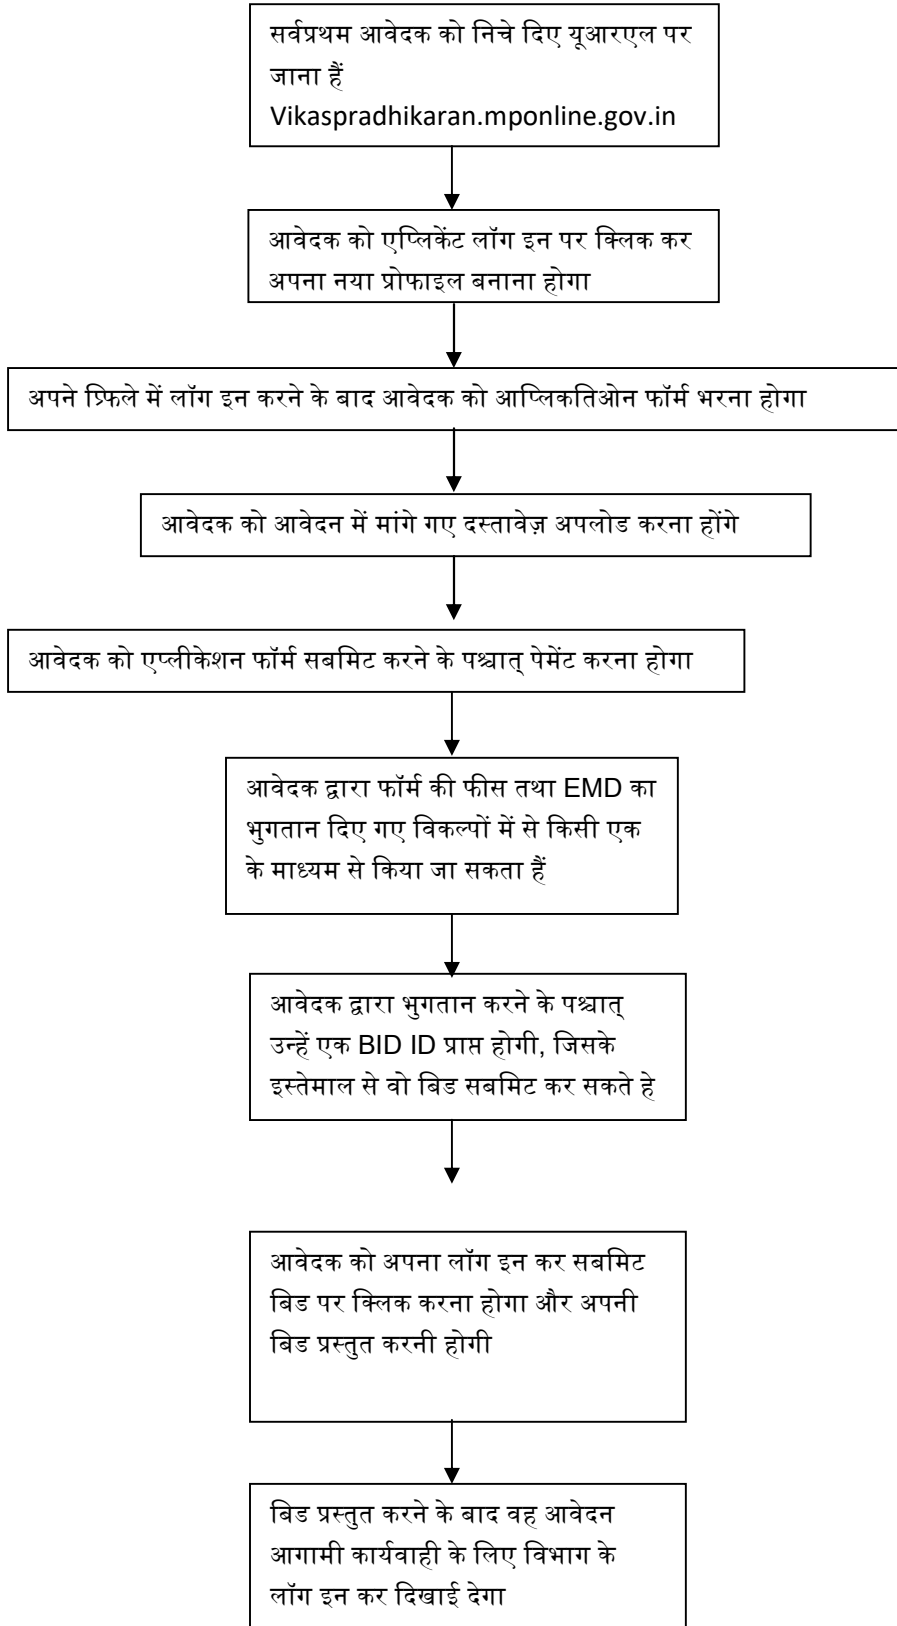 सर्वप्रथम आवेदक को निचे दिए यूआरएल पर
जाना हैं
Vikaspradhikaran.mponline.gov.in
आवेदक को एप्लिकेंट लॉग इन पर क्लिक कर
अपना नया प्रोफाइल बनाना होगा
अपने प्रिफले में लॉग इन करने के बाद आवेदक को आप्लिकतिओन फॉर्म भरना होगा
आवेदक को आवेदन में मांगे गए दस्तावेज़ अपलोड करना होंगे
आवेदक को एप्लीकेशन फॉर्म सबमिट करने के पश्चात् पेमेंट करना होगा
आवेदक द्वारा फॉर्म की फीस तथा EMD का
भुगतान दिए गए विकल्पों में से किसी एक
के माध्यम से किया जा सकता हैं
आवेदक द्वारा भुगतान करने के पश्चात्
उन्हें एक BID ID प्राप्त होगी, जिसके
इस्तेमाल से वो बिड सबमिट कर सकते हे
आवेदक को अपना लॉग इन कर सबमिट
बिड पर क्लिक करना होगा और अपनी
बिड प्रस्तुत करनी होगी
बिड प्रस्तुत करने के बाद वह आवेदन
आगामी कार्यवाही के लिए विभाग के
लॉग इन कर दिखाई देगा